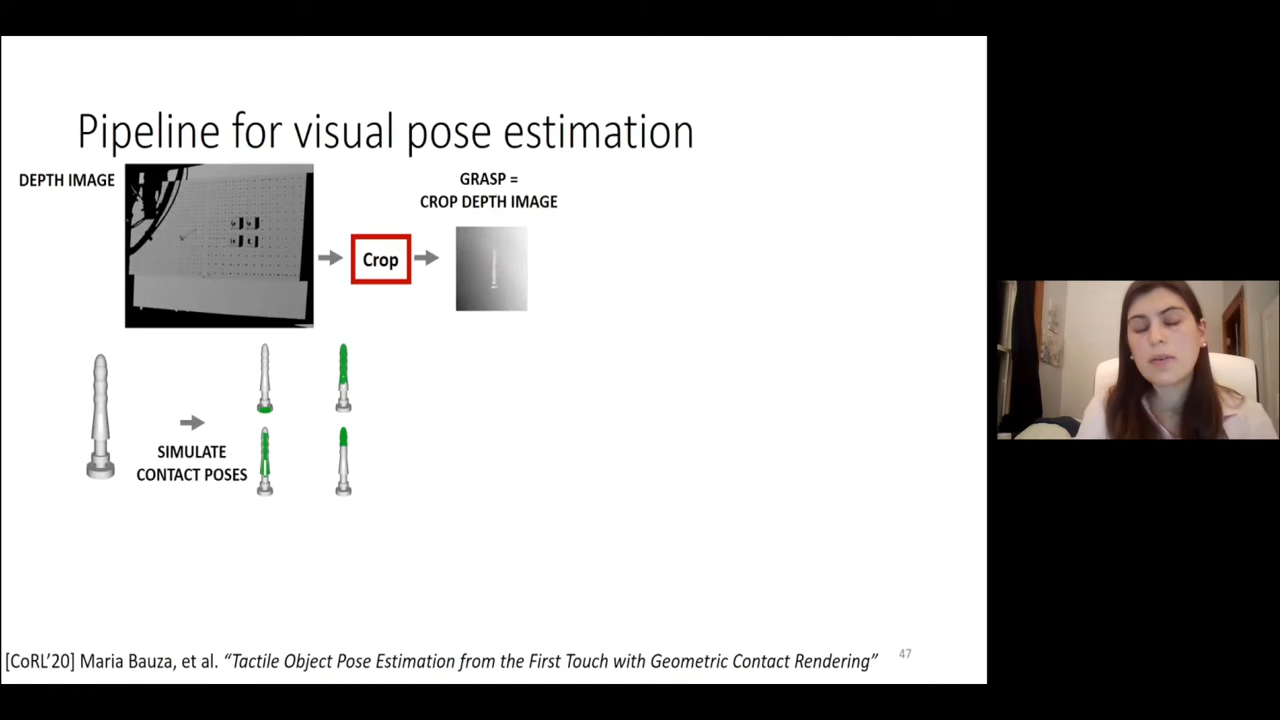 Pipeline for visual pose estimation
DEPTH IMAGE
GRASP =
CROP DEPTH IMAGE
Crop
SIMULATE
CONTACT POSES
[CoRL'20] Maria Bauza, et al. “Tactile Object Pose Estimation from the First Touch with Geometric Contact Rendering”
47